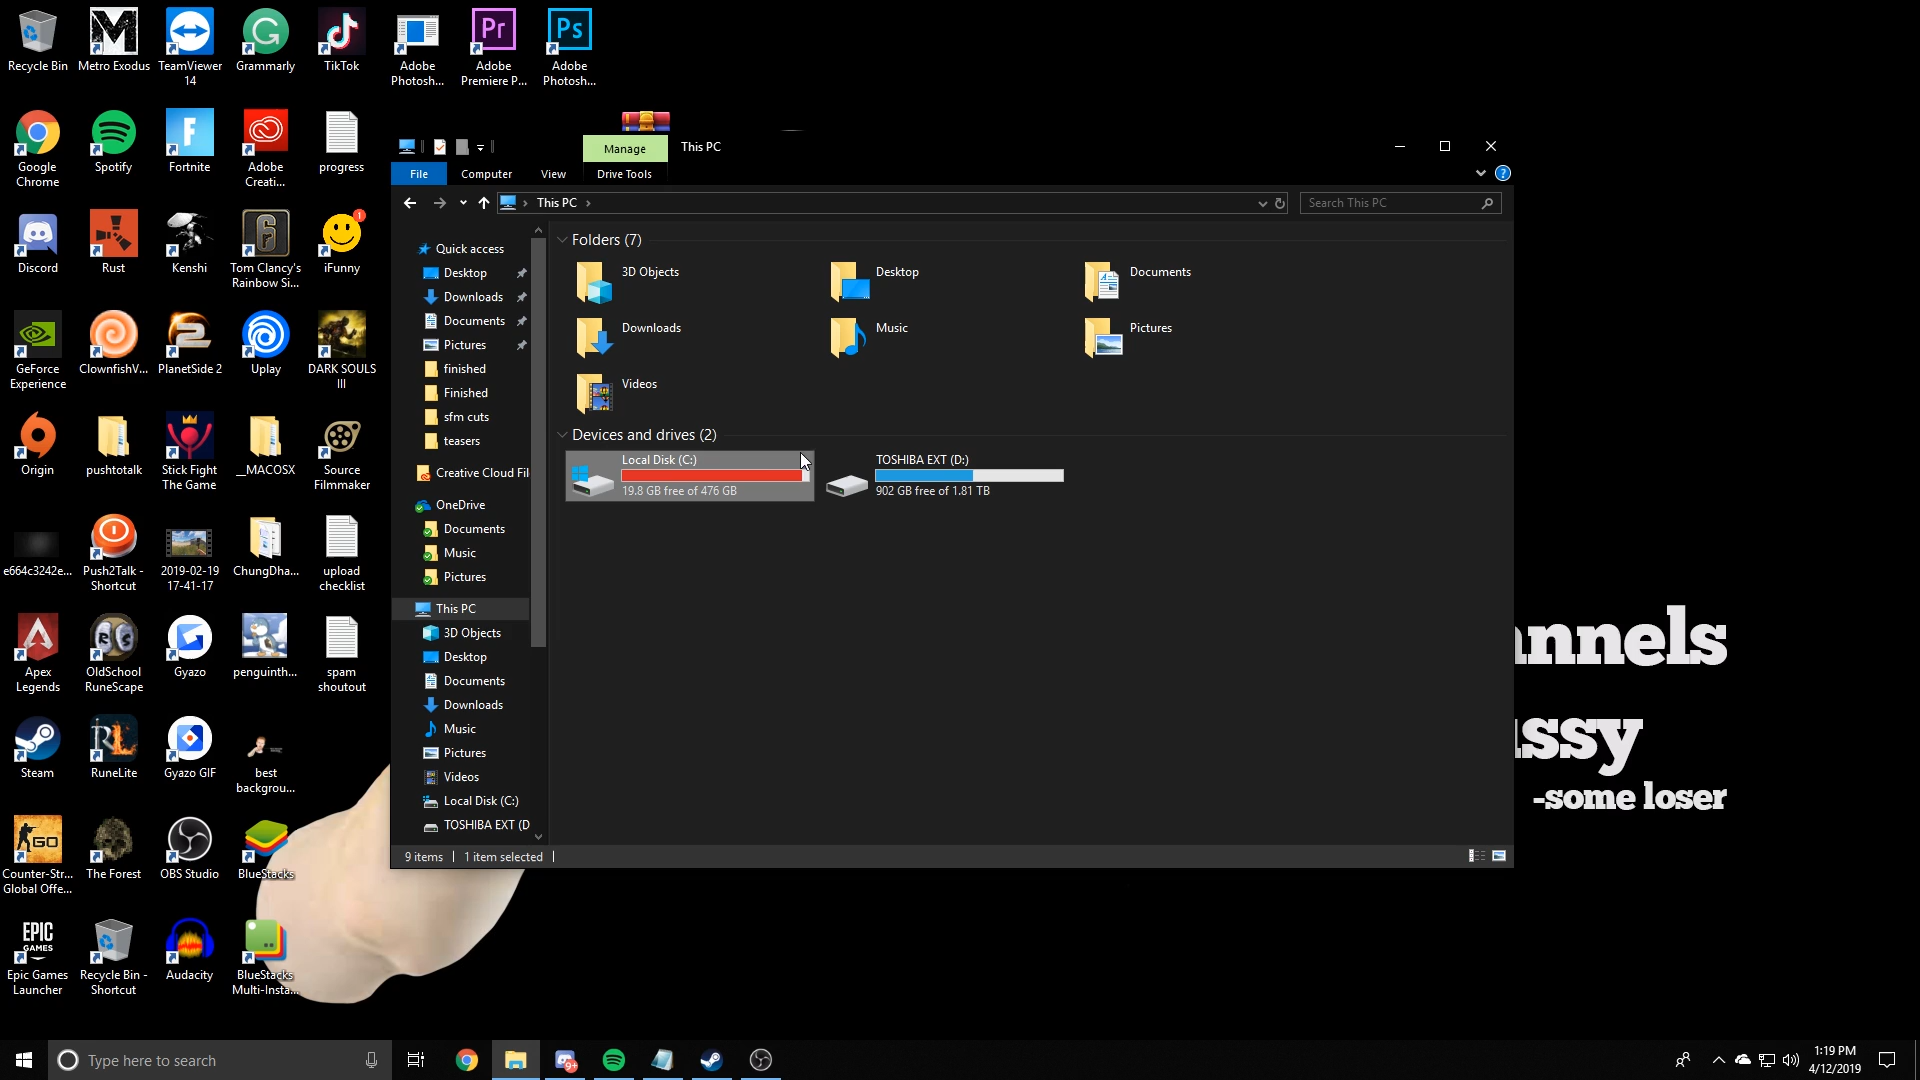 Recycle Bin
Metro Exodus
TeamViewer
14
Grammarly
TikTok
Adobe
Photosh...
Pr
Adobe
Premiere P...
Ps
Adobe
Photosh...
Google
Chrome
Spotify
Fortnite
Adobe
Creati...
progress
Discord
Rust
Kenshi
Tom Clancy's
Rainbow Si...
1
iFunny
GeForce
Experience
ClownfishV...
PlanetSide 2
Uplay
DARK SOULS
III
Origin
pushtotalk
Stick Fight
The Game
__MACOSX
Source
Filmmaker
e664c3242e...
Push2Talk -
Shortcut
2019-02-19
17-41-17
ChungDha...
upload
checklist
Apex
Legends
OldSchool
RuneScape
Gyazo
penguinth...
spam
shoutout
Steam
RuneLite
Gyazo GIF
best
backgrou...
Counter-Str...
Global Offe...
The Forest
OBS Studio
BlueStacks
EPIC
GAMES
Epic Games
Launcher
Recycle Bin -
Shortcut
Audacity
BlueStacks
Multi-Insta...
Manage
This PC
File
Computer
View
Drive Tools
This PC
Search This PC
Quick access
Desktop
Downloads
Documents
Pictures
finished
Finished
sfm cuts
teasers
Creative Cloud Fil
OneDrive
Documents
Music
Pictures
This PC
3D Objects
Desktop
Documents
Downloads
Music
Pictures
Videos
Local Disk (C:)
TOSHIBA EXT (D
Folders (7)
3D Objects
Desktop
Documents
Downloads
Music
Pictures
Videos
Devices and drives (2)
Local Disk (C:)
19.8 GB free of 476 GB
TOSHIBA EXT (D:)
902 GB free of 1.81 TB
9 items
1 item selected
nnels
ssy
-some loser
Type here to search
9+
1:19 PM
4/12/2019